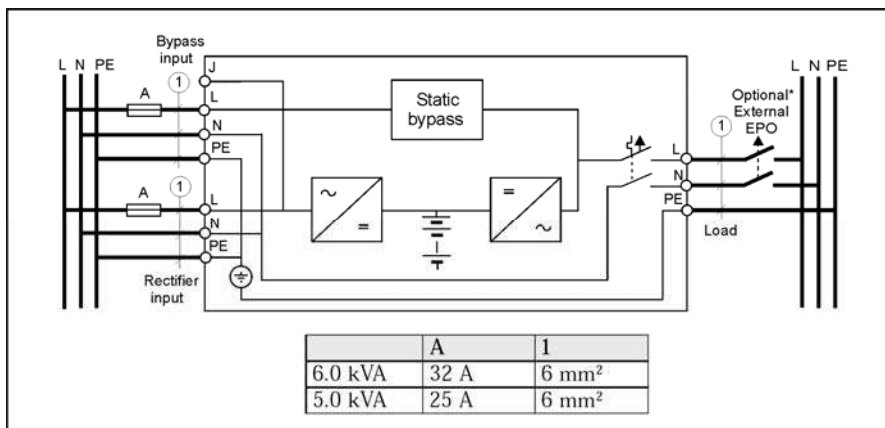 Bypass
input
L N PE
1
A
J
L
N
PE
Static
bypass
1
A
L
N
PE
Rectifier
input
L
N
PE
1
Load
Optional*
External
EPO
L N PE
A 1
6.0 kVA 32 A 6 mm²
5.0 kVA 25 A 6 mm²